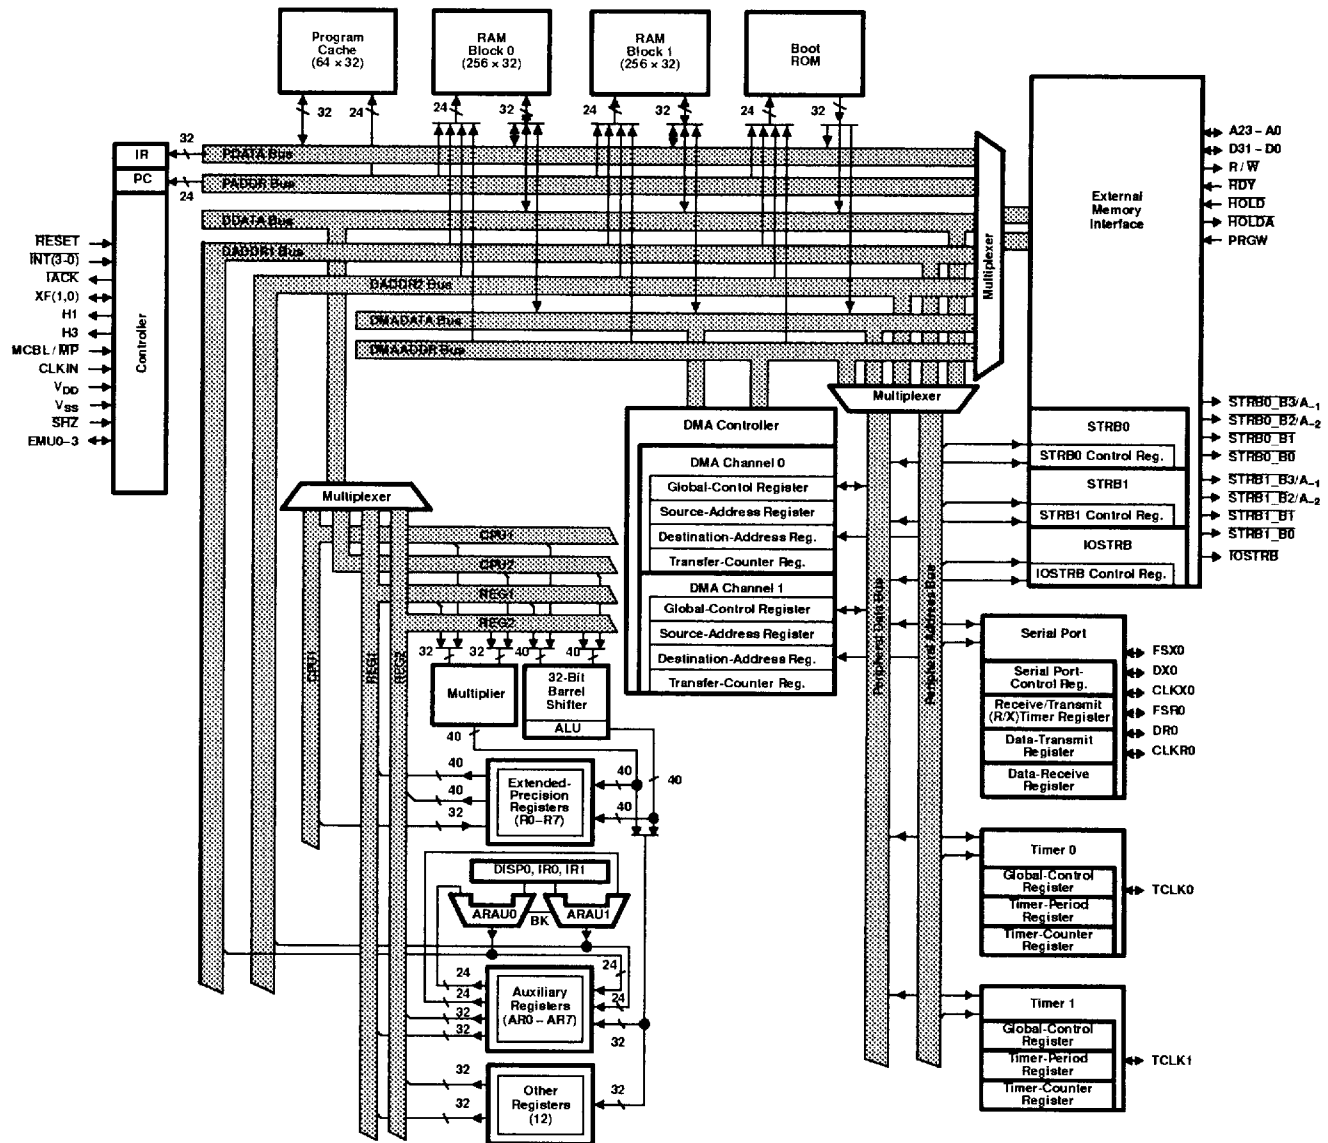 Program
Cache
(64 × 32)
RAM
Block 0
(256 × 32)
RAM
Block 1
(256 × 32)
Boot
ROM
32
24
24
32
24
32
24
32
32
24
IR
PC
Controller
PDATA Bus
PADDR Bus
DDATA Bus
DADDR1 Bus
DADDR2 Bus
DMADATA Bus
DMAADDR Bus
Multiplexer
External
Memory
Interface
A23 – A0
D31 – D0
R / W
RDY
HOLD
HOLDA
PRGW
RESET
INT(3-0)
IACK
XF(1,0)
H1
H3
MCBL / MP
CLKIN
VDD
VSS
SHZ
EMU0–3
Multiplexer
STRB0_B3/A–1
STRB0_B2/A–2
STRB0_B1
STRB0_B0
STRB1_B3/A–1
STRB1_B2/A–2
STRB1_B1
STRB1_B0
IOSTRB
STRB0
STRB0 Control Reg.
STRB1
STRB1 Control Reg.
IOSTRB
IOSTRB Control Reg.
DMA Controller
DMA Channel 0
Global-Contol Register
Source-Address Register
Destination-Address Reg.
Transfer-Counter Reg.
DMA Channel 1
Global-Control Register
Source-Address Register
Destination-Address Reg.
Transfer-Counter Reg.
Peripheral Data Bus
Peripheral Address Bus
Multiplexer
CPU1
CPU2
REG1
REG2
CPU1
REG1
REG2
32
32
40
40
Multiplier
32-Bit
Barrel
Shifter
ALU
40
40
40
32
Extended-
Precision
Registers
(R0–R7)
40
40
40
DISP0, IR0, IR1
ARAU0
BK
ARAU1
24
24
32
32
Auxiliary
Registers
(AR0 – AR7)
24
24
32
32
32
Other
Registers
(12)
32
Serial Port
Serial Port-
Control Reg.
Receive/Transmit
(R/X)Timer Register
Data-Transmit
Register
Data-Receive
Register
FSX0
DX0
CLKX0
FSR0
DR0
CLKR0
Timer 0
Global-Control
Register
Timer-Period
Register
Timer-Counter
Register
TCLK0
Timer 1
Global-Control
Register
Timer-Period
Register
Timer-Counter
Register
TCLK1